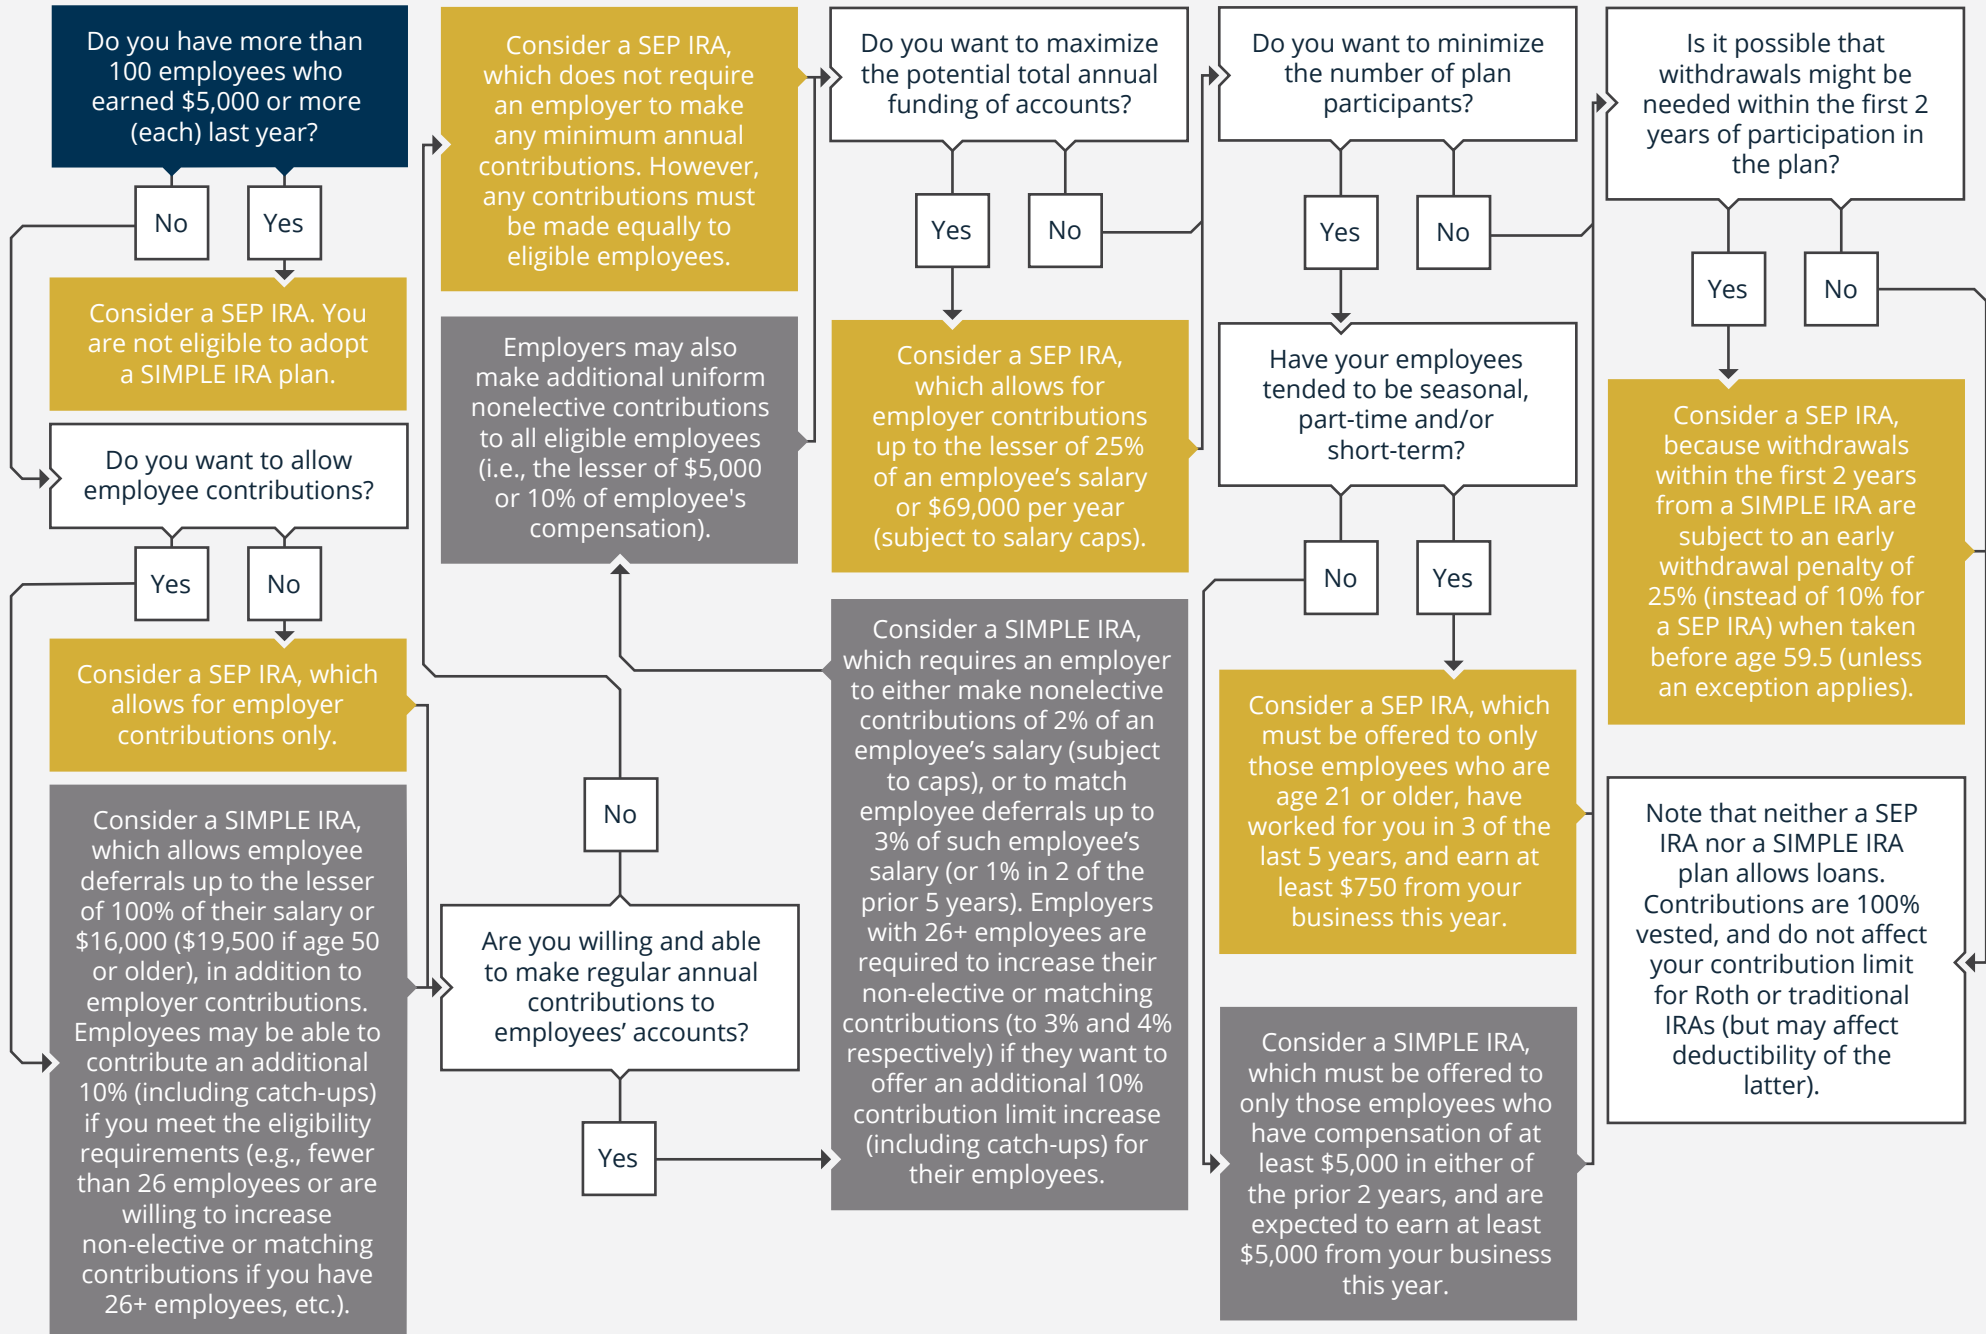 Do you have more than
100 employees who
earned $5,000 or more
(each) last year?
No
Yes
Consider a SEP IRA. You
are not eligible to adopt
a SIMPLE IRA plan.
Do you want to allow
employee contributions?
Yes
No
Consider a SEP IRA, which
allows for employer
contributions only.
Consider a SIMPLE IRA,
which allows employee
deferrals up to the lesser
of 100% of their salary or
$16,000 ($19,500 if age 50
or older), in addition to
employer contributions.
Employees may be able to
contribute an additional
10% (including catch-ups)
if you meet the eligibility
requirements (e.g., fewer
than 26 employees or are
willing to increase
non-elective or matching
contributions if you have
26+ employees, etc.).
Consider a SEP IRA,
which does not require
an employer to make
any minimum annual
contributions. However,
any contributions must
be made equally to
eligible employees.
Employers may also
make additional uniform
nonelective contributions
to all eligible employees
(i.e., the lesser of $5,000
or 10% of employee's
compensation).
No
Are you willing and able
to make regular annual
contributions to
employees’ accounts?
Yes
Do you want to maximize
the potential total annual
funding of accounts?
Yes
No
Consider a SEP IRA,
which allows for
employer contributions
up to the lesser of 25%
of an employee’s salary
or $69,000 per year
(subject to salary caps).
Consider a SIMPLE IRA,
which requires an employer
to either make nonelective
contributions of 2% of an
employee’s salary (subject
to caps), or to match
employee deferrals up to
3% of such employee’s
salary (or 1% in 2 of the
prior 5 years). Employers
with 26+ employees are
required to increase their
non-elective or matching
contributions (to 3% and 4%
respectively) if they want to
offer an additional 10%
contribution limit increase
(including catch-ups) for
their employees.
Do you want to minimize
the number of plan
participants?
Yes
No
Have your employees
tended to be seasonal,
part-time and/or
short-term?
No
Yes
Consider a SEP IRA, which
must be offered to only
those employees who are
age 21 or older, have
worked for you in 3 of the
last 5 years, and earn at
least $750 from your
business this year.
Consider a SIMPLE IRA,
which must be offered to
only those employees who
have compensation of at
least $5,000 in either of
the prior 2 years, and are
expected to earn at least
$5,000 from your business
this year.
Is it possible that
withdrawals might be
needed within the first 2
years of participation in
the plan?
Yes
No
Consider a SEP IRA,
because withdrawals
within the first 2 years
from a SIMPLE IRA are
subject to an early
withdrawal penalty of
25% (instead of 10% for
a SEP IRA) when taken
before age 59.5 (unless
an exception applies).
Note that neither a SEP
IRA nor a SIMPLE IRA
plan allows loans.
Contributions are 100%
vested, and do not affect
your contribution limit
for Roth or traditional
IRAs (but may affect
deductibility of the
latter).